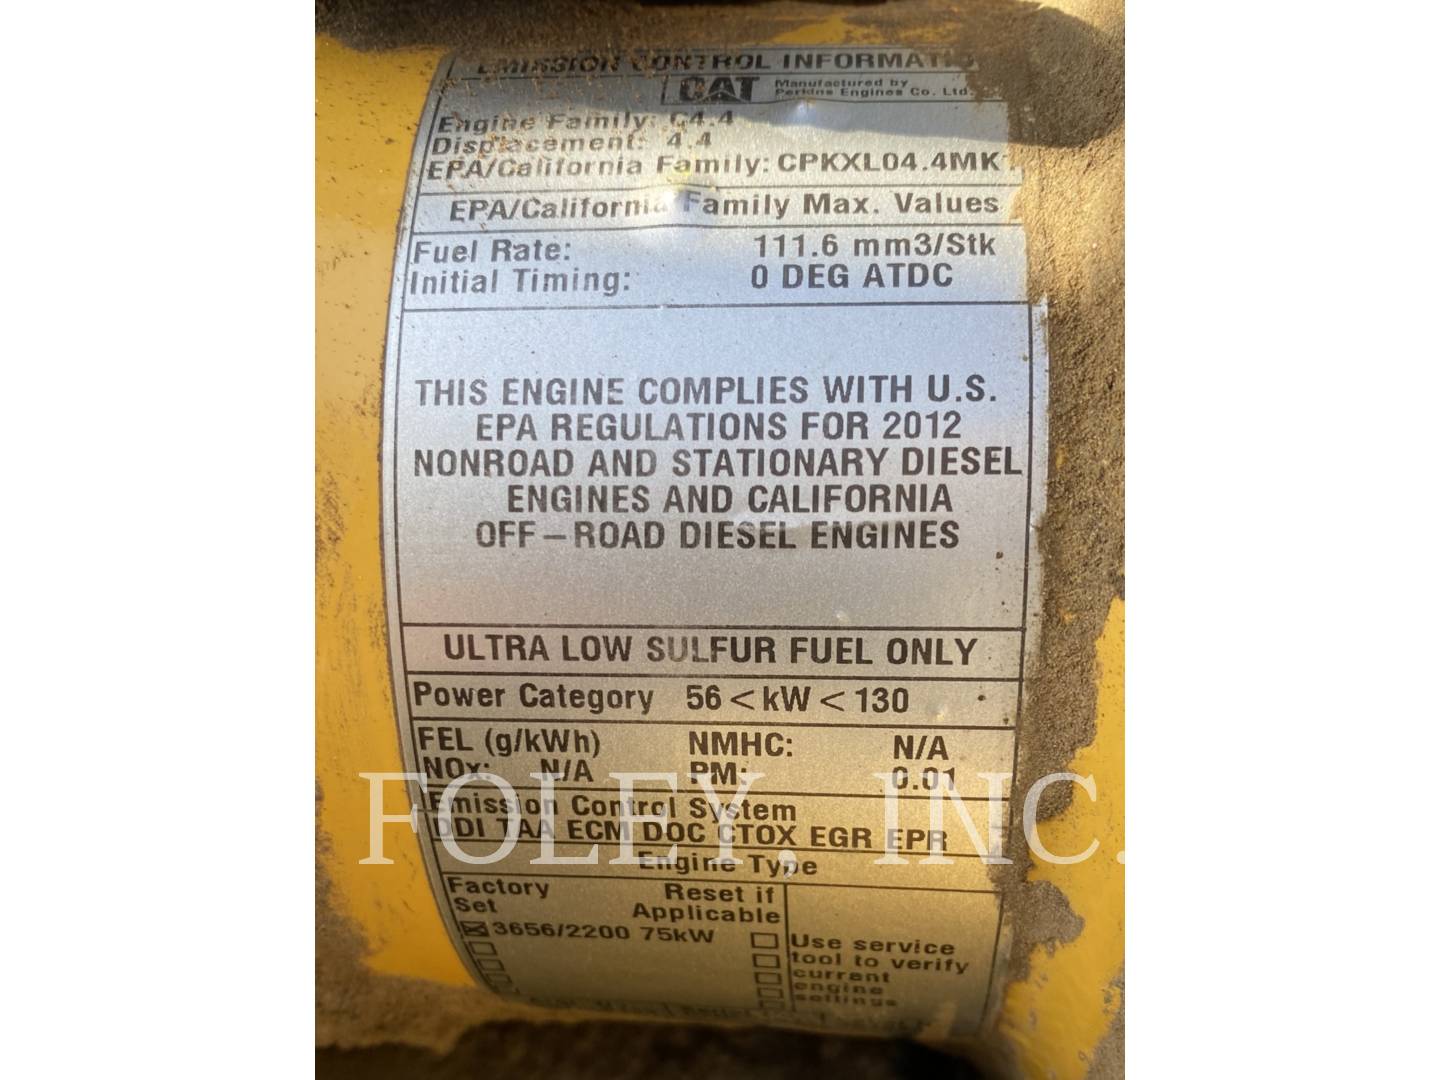 EMISSION CONTROL INFORMATIO
CAT Manufactured by
Perkins Engines Co. Ltd.
Engine Family: C4.4
Displacement: 4.4
EPA/California Family: CPKXL04.4MK
EPA/California Family Max. Values
Fuel Rate: 111.6 mm3/Stk
Initial Timing: 0 DEG ATDC
THIS ENGINE COMPLIES WITH U.S.
EPA REGULATIONS FOR 2012
NONROAD AND STATIONARY DIESEL
ENGINES AND CALIFORNIA
OFF-ROAD DIESEL ENGINES
ULTRA LOW SULFUR FUEL ONLY
Power Category 56 < kW < 130
FEL (g/kWh) NMHC: N/A
NOx: N/A PM: 0.01
Emission Control System
DDI TAA ECM DOC CTOX EGR EPR
FOLEY, INC.
Engine Type
Factory Set
Reset if Applicable
3656/2200 75kW
Use service
tool to verify
current
engine
settings